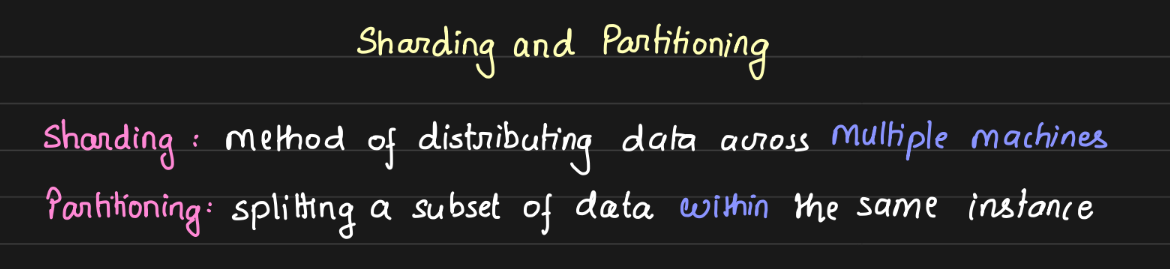 Sharding and Partitioning
Sharding : method of distributing data across multiple machines
Partitioning: splitting a subset of data within the same instance